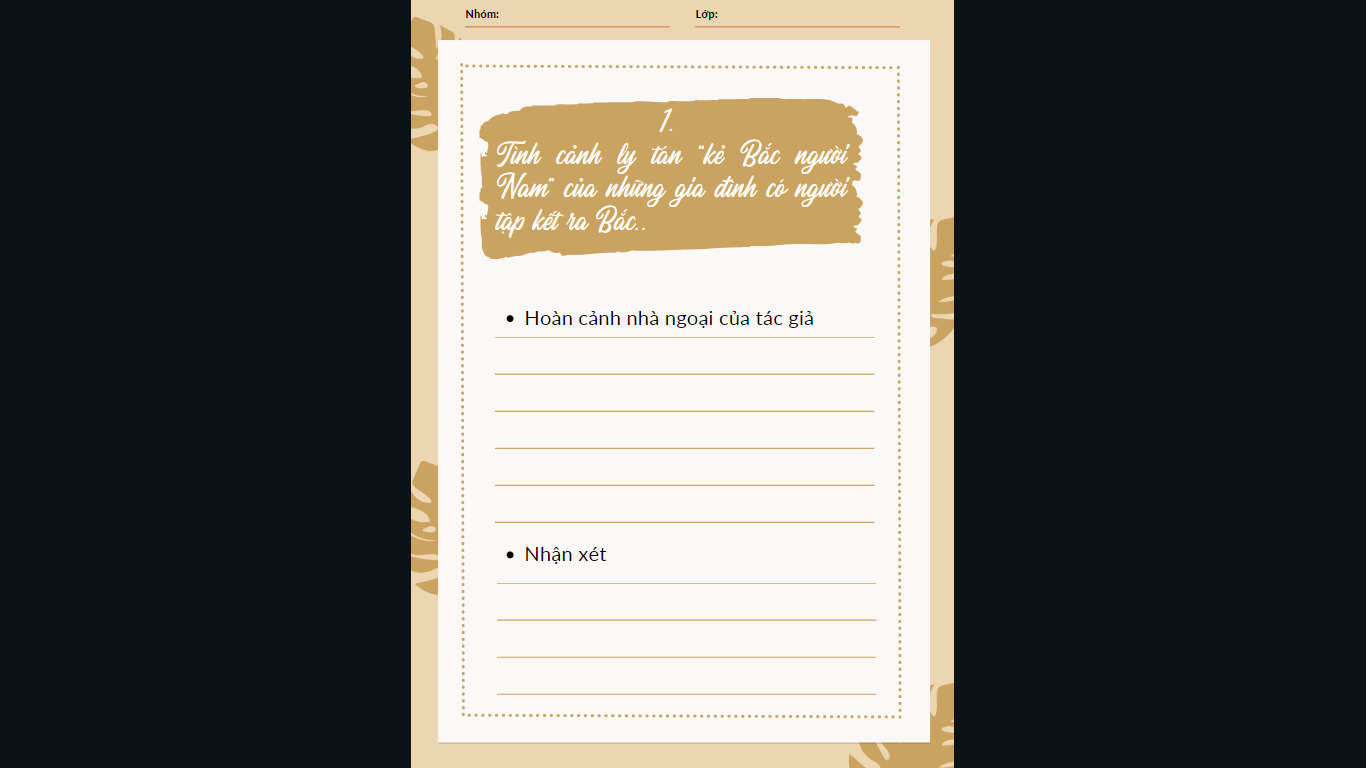 Nhóm: Lớp:
1.
Tình cảnh ly tán "kẻ Bắc người
Nam" của những gia đình có người
tập kết ra Bắc..
Hoàn cảnh nhà ngoại của tác giả
Nhận xét